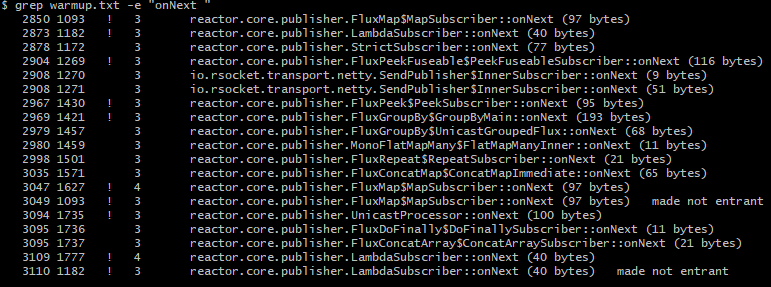 $ grep warmup.txt -e "onNext "
2850 1093 ! 3 reactor.core.publisher.FluxMap$MapSubscriber::onNext (97 bytes)
2873 1182 ! 3 reactor.core.publisher.LambdaSubscriber::onNext (40 bytes)
2878 1172 3 reactor.core.publisher.StrictSubscriber::onNext (77 bytes)
2904 1269 ! 3 reactor.core.publisher.FluxPeekFuseable$PeekFuseableSubscriber::onNext (116 bytes)
2908 1270 3 io.rsocket.transport.netty.SendPublisher$InnerSubscriber::onNext (9 bytes)
2908 1271 3 io.rsocket.transport.netty.SendPublisher$InnerSubscriber::onNext (51 bytes)
2967 1430 ! 3 reactor.core.publisher.FluxPeek$PeekSubscriber::onNext (95 bytes)
2969 1421 ! 3 reactor.core.publisher.FluxGroupBy$GroupByMain::onNext (193 bytes)
2979 1457 3 reactor.core.publisher.FluxGroupBy$UnicastGroupedFlux::onNext (68 bytes)
2980 1459 3 reactor.core.publisher.MonoFlatMapMany$FlatMapManyInner::onNext (11 bytes)
2998 1501 3 reactor.core.publisher.FluxRepeat$RepeatSubscriber::onNext (21 bytes)
3035 1571 3 reactor.core.publisher.FluxConcatMap$ConcatMapImmediate::onNext (65 bytes)
3047 1627 ! 4 reactor.core.publisher.FluxMap$MapSubscriber::onNext (97 bytes)
3049 1093 ! 3 reactor.core.publisher.FluxMap$MapSubscriber::onNext (97 bytes) made not entrant
3094 1735 ! 3 reactor.core.publisher.UnicastProcessor::onNext (100 bytes)
3095 1736 3 reactor.core.publisher.FluxDoFinally$DoFinallySubscriber::onNext (11 bytes)
3095 1737 3 reactor.core.publisher.FluxConcatArray$ConcatArraySubscriber::onNext (21 bytes)
3109 1777 ! 4 reactor.core.publisher.LambdaSubscriber::onNext (40 bytes)
3110 1182 ! 3 reactor.core.publisher.LambdaSubscriber::onNext (40 bytes) made not entrant